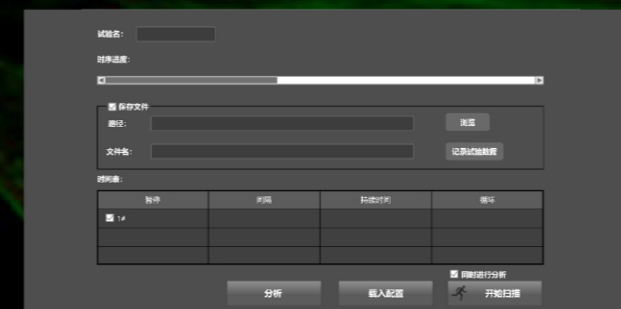 试验名：
时序进度：
保存文件
路径：
浏览
文件名：
记录试验数据
时间表：
暂停 间隔 持续时间 循环
1#
同时进行分析
分析 载入配置 开始扫描